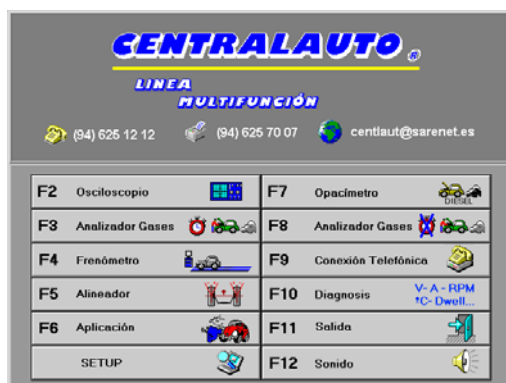 CENTRALAUTO ®
LINEA
MULTIFUNCIÓN
(94) 625 12 12 (94) 625 70 07 centlaut@sarenet.es
F2 Osciloscopio F7 Opacímetro DIESEL
F3 Analizador Gases F8 Analizador Gases
F4 Frenómetro F9 Conexión Telefónica
F5 Alineador F10 Diagnosis V- A - RPM
ºC- Dwell...
F6 Aplicación F11 Salida
SETUP F12 Sonido